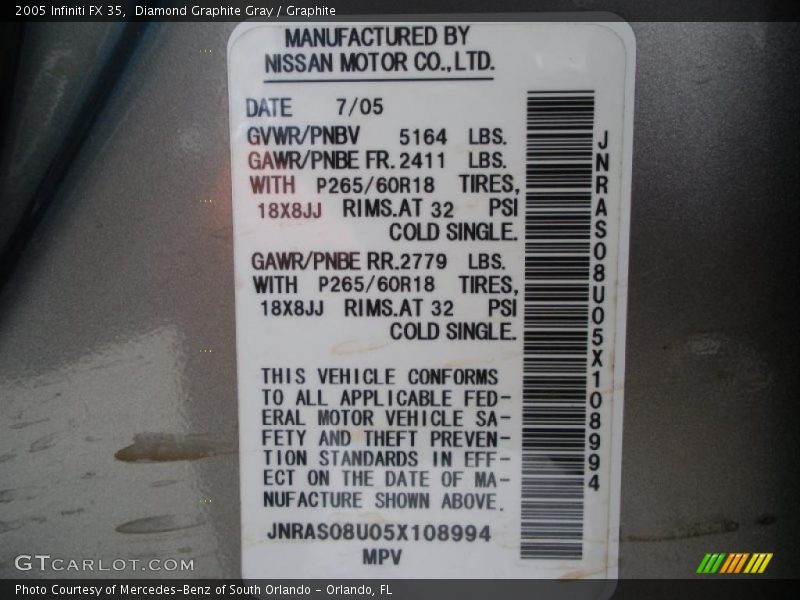 2005 Infiniti FX 35,  Diamond Graphite Gray / Graphite
MANUFACTURED BY
NISSAN MOTOR CO.,LTD.
DATE 7/05
GVWR/PNBV 5164 LBS.
GAWR/PNBE FR. 2411 LBS.
WITH P265/60R18 TIRES,
18X8JJ RIMS.AT 32 PSI
COLD SINGLE.
GAWR/PNBE RR. 2779 LBS.
WITH P265/60R18 TIRES,
18X8JJ RIMS.AT 32 PSI
COLD SINGLE.
THIS VEHICLE CONFORMS
TO ALL APPLICABLE FED-
ERAL MOTOR VEHICLE SA-
FETY AND THEFT PREVEN-
TION STANDARDS IN EFF-
ECT ON THE DATE OF MA-
NUFACTURE SHOWN ABOVE.
JNRAS08U05X108994
MPV
JNRAS08U05X108994
GTCARLOT.COM
Photo Courtesy of Mercedes-Benz of South Orlando - Orlando, FL